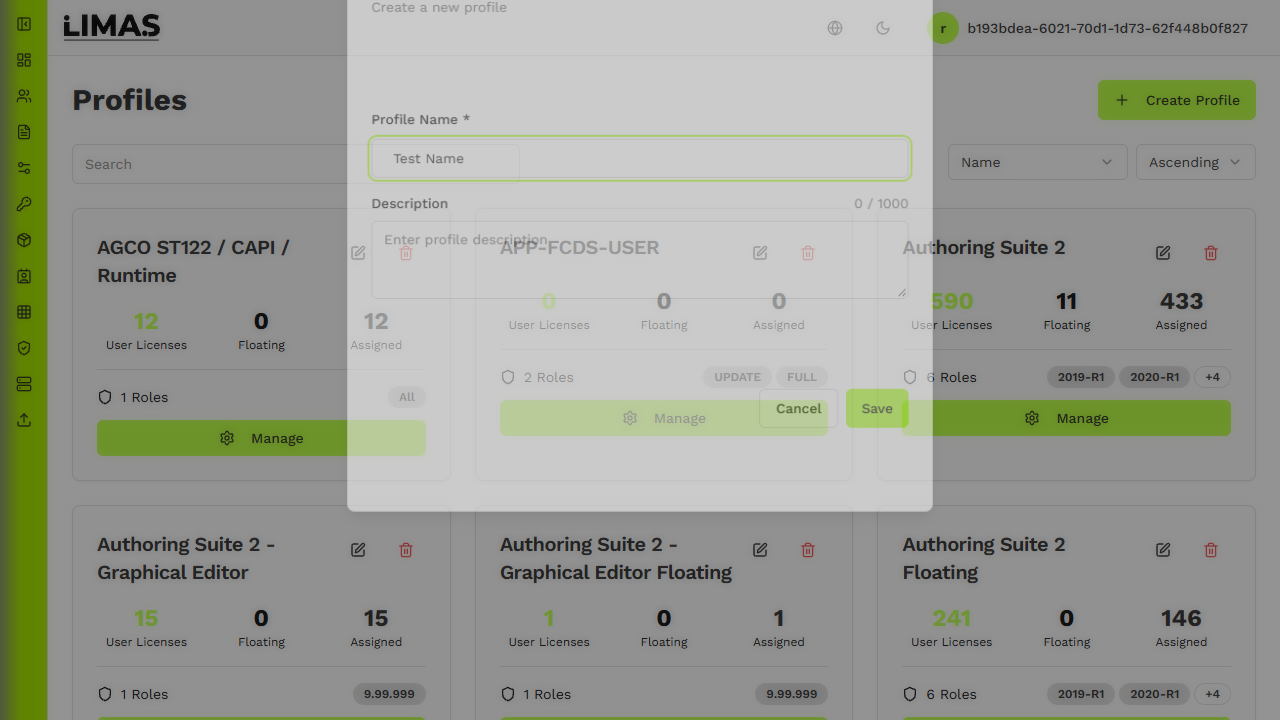 Create a new profile
LIMAS
r
b193bdea-6021-70d1-1d73-62f448b0f827
Profiles
Create Profile
Profile Name *
Test Name
Search
Name
Ascending
Description
0 / 1000
Enter profile description
AGCO ST122 / CAPI /
Runtime
12
User Licenses
0
Floating
12
Assigned
1 Roles
All
Manage
APP-FCDS-USER
0
User Licenses
0
Floating
0
Assigned
2 Roles
UPDATE
FULL
Manage
Cancel
Save
Authoring Suite 2
590
User Licenses
11
Floating
433
Assigned
6 Roles
2019-R1
2020-R1
+4
Manage
Authoring Suite 2 -
Graphical Editor
15
User Licenses
0
Floating
15
Assigned
1 Roles
9.99.999
Authoring Suite 2 -
Graphical Editor Floating
1
User Licenses
0
Floating
1
Assigned
1 Roles
9.99.999
Authoring Suite 2
Floating
241
User Licenses
0
Floating
146
Assigned
6 Roles
2019-R1
2020-R1
+4